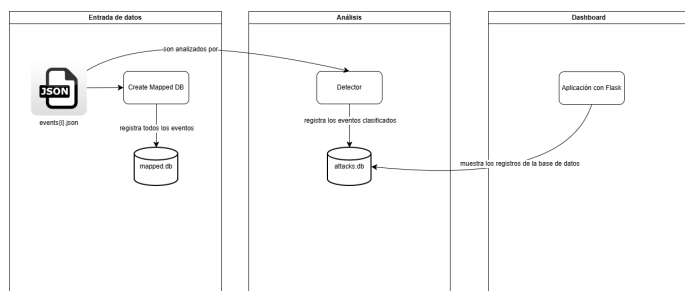 Entrada de datos
Análisis
Dashboard
son analizados por
JSON
Create Mapped DB
Detector
Aplicación con Flask
events(i).json
registra todos los eventos
registra los eventos clasificados
mapped.db
attacks.db
muestra los registros de la base de datos